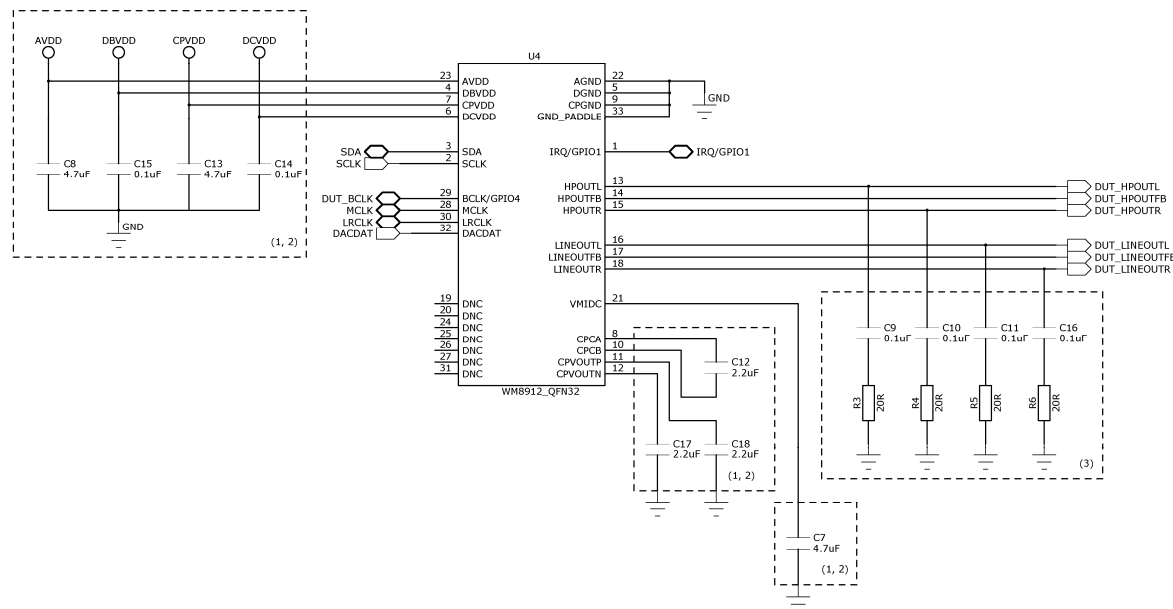 AVDD DBVDD CPVDD DCVDD
C8 4.7uF
C15 0.1uF
C13 4.7uF
C14 0.1uF
GND
(1, 2)
U4
23 AVDD
4 DBVDD
7 CPVDD
6 DCVDD
SDA 3 SDA
SCLK 2 SCLK
DUT_BCLK 29 BCLK/GPIO4
MCLK 28 MCLK
LRCLK 30 LRCLK
DACDAT 32 DACDAT
19 DNC
20 DNC
24 DNC
25 DNC
26 DNC
27 DNC
31 DNC
AGND 22
DGND 5
CPGND 9
GND_PADDLE 33
GND
IRQ/GPIO1 1 IRQ/GPIO1
HPOUTL 13 DUT_HPOUTL
HPOUTFB 14 DUT_HPOUTFB
HPOUTR 15 DUT_HPOUTR
LINEOUTL 16 DUT_LINEOUTL
LINEOUTFB 17 DUT_LINEOUTFB
LINEOUTR 18 DUT_LINEOUTR
VMIDC 21
CPCA 8
CPCB 10
CPVOUTP 11
CPVOUTN 12
WM8912_QFN32
C12 2.2uF
C17 2.2uF
C18 2.2uF
(1, 2)
C9 0.1uF
C10 0.1uF
C11 0.1uF
C16 0.1uF
R3 20R
R4 20R
R5 20R
R6 20R
(3)
C7 4.7uF
(1, 2)